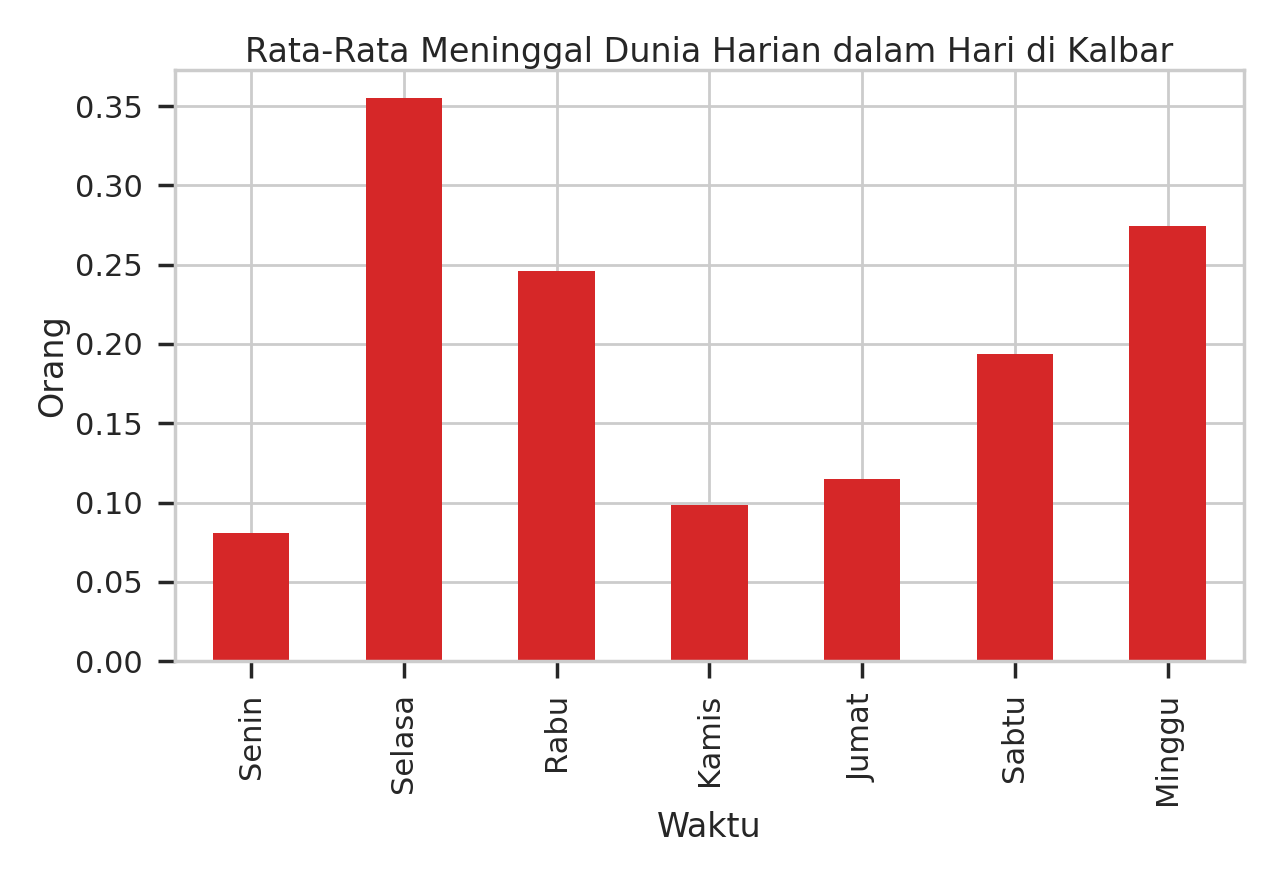 Rata-Rata Meninggal Dunia Harian dalam Hari di Kalbar
0.35
0.30
0.25
0.20
0.15
0.10
0.05
0.00
Orang
Senin
Selasa
Rabu
Kamis
Jumat
Sabtu
Minggu
Waktu